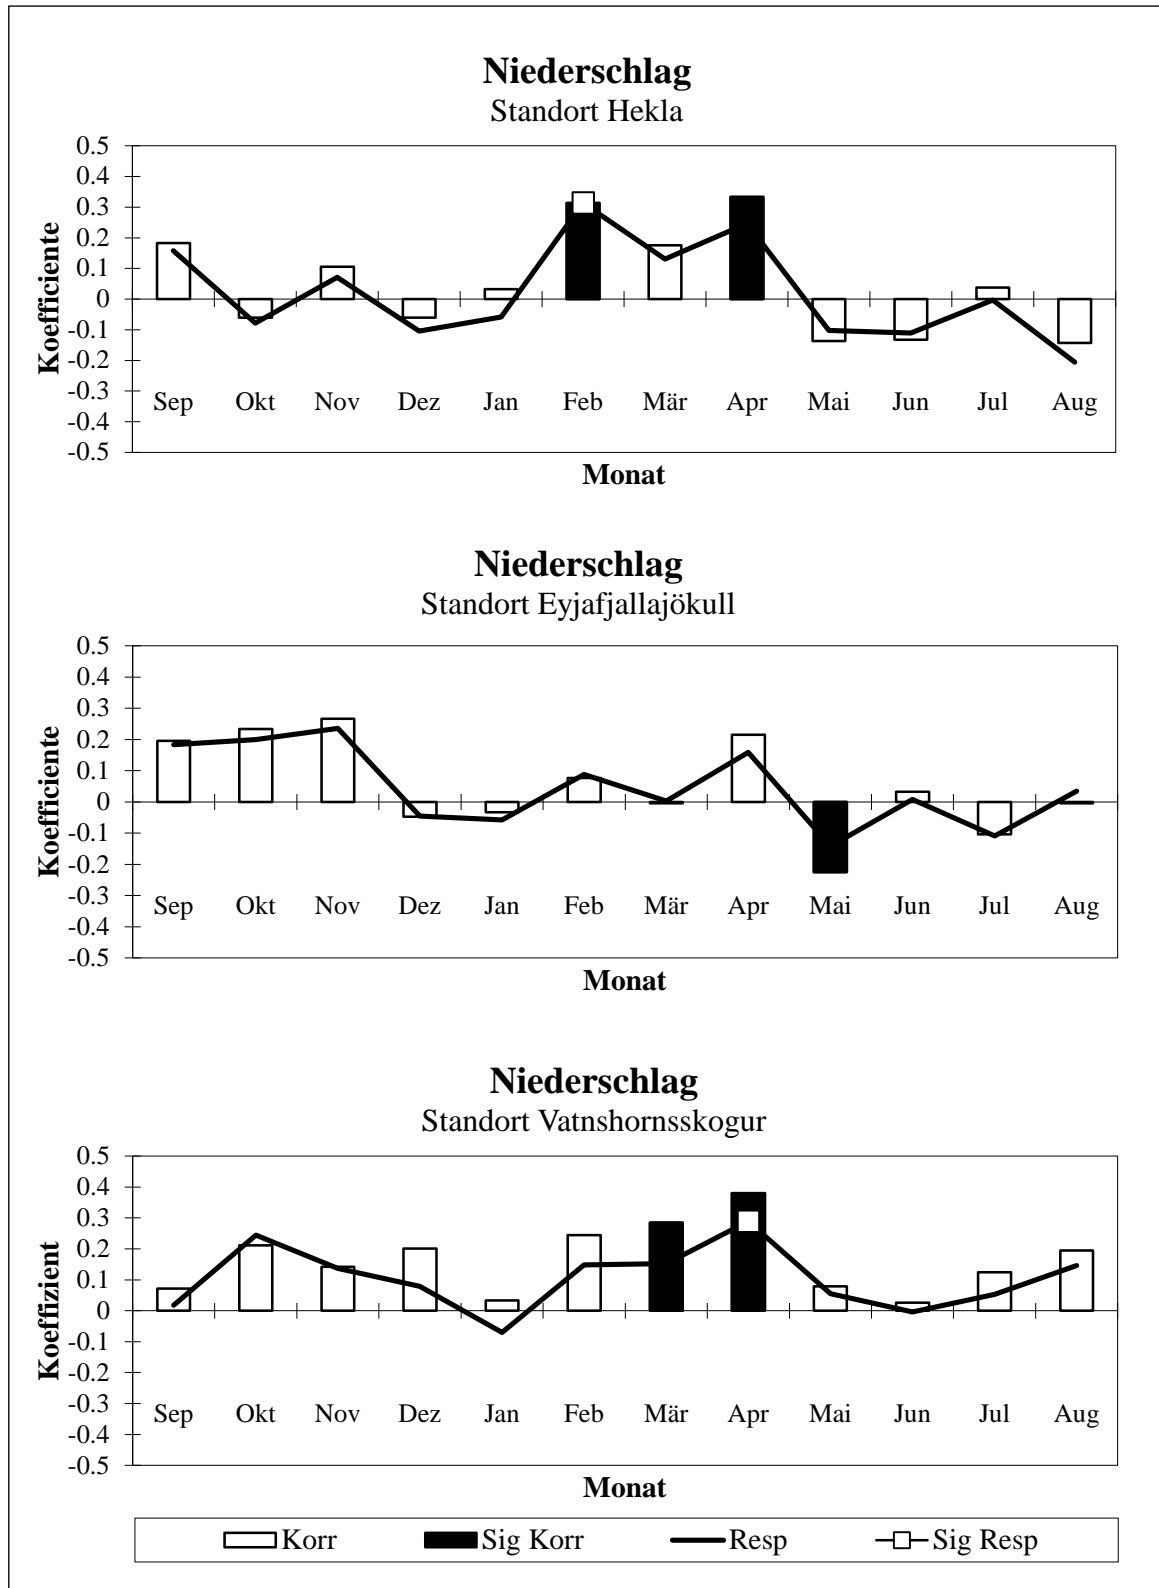 Niederschlag
Standort Hekla
0.5
0.4
0.3
0.2
0.1
0
-0.1
-0.2
-0.3
-0.4
-0.5
Koefficiente
Sep Okt Nov Dez Jan Feb Mär Apr Mai Jun Jul Aug
Monat
Niederschlag
Standort Eyjafjallajökull
0.5
0.4
0.3
0.2
0.1
0
-0.1
-0.2
-0.3
-0.4
-0.5
Koefficiente
Sep Okt Nov Dez Jan Feb Mär Apr Mai Jun Jul Aug
Monat
Niederschlag
Standort Vatnshornsskogur
0.5
0.4
0.3
0.2
0.1
0
-0.1
-0.2
-0.3
-0.4
-0.5
Koeffizient
Sep Okt Nov Dez Jan Feb Mär Apr Mai Jun Jul Aug
Monat
Korr Sig Korr Resp Sig Resp